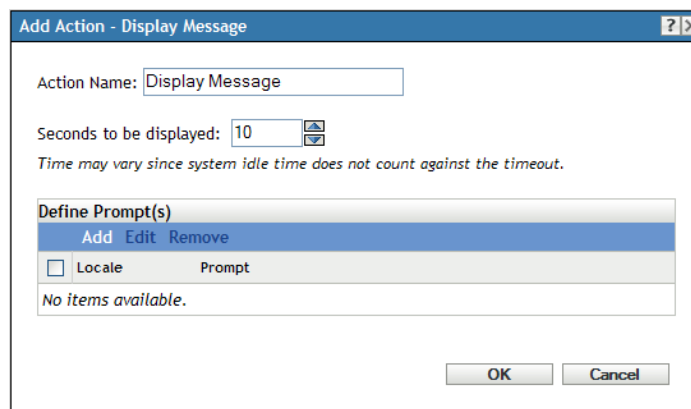 Add Action - Display Message ?
Action Name: Display Message
Seconds to be displayed: 10
Time may vary since system idle time does not count against the timeout.
Define Prompt(s)
Add Edit Remove
Locale Prompt
No items available.
OK Cancel